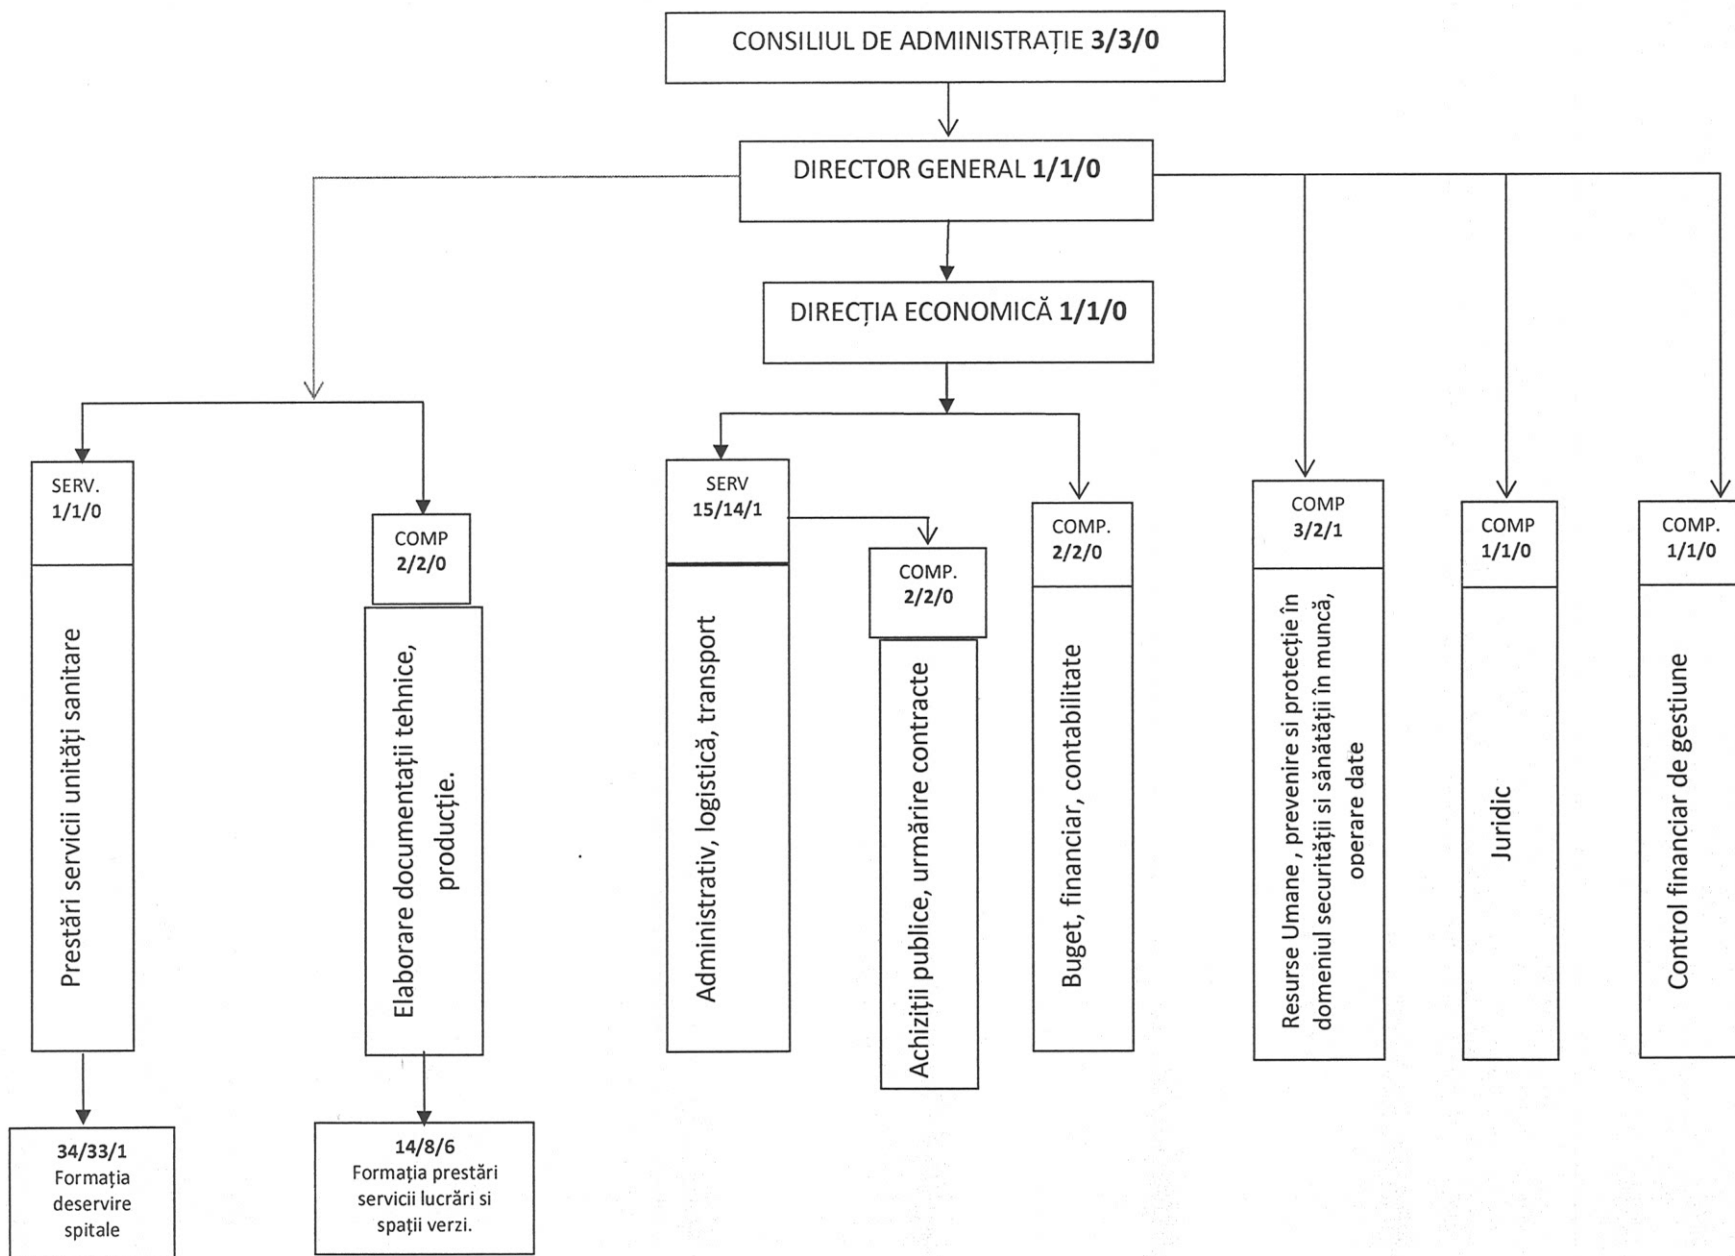 CONSILIUL DE ADMINISTRAȚIE 3/3/0
DIRECTOR GENERAL 1/1/0
DIRECȚIA ECONOMICĂ 1/1/0
SERV.
1/1/0
Prestări servicii unități sanitare
COMP
2/2/0
Elaborare documentații tehnice,
producție.
SERV
15/14/1
Administrativ, logistică, transport
COMP.
2/2/0
Achiziții publice, urmărire contracte
COMP.
2/2/0
Buget, financiar, contabilitate
COMP
3/2/1
Resurse Umane , prevenire si protecție în
domeniul securității si sănătății în muncă,
operare date
COMP
1/1/0
Juridic
COMP.
1/1/0
Control financiar de gestiune
34/33/1
Formația
deservire
spitale
14/8/6
Formația prestări
servicii lucrări si
spații verzi.